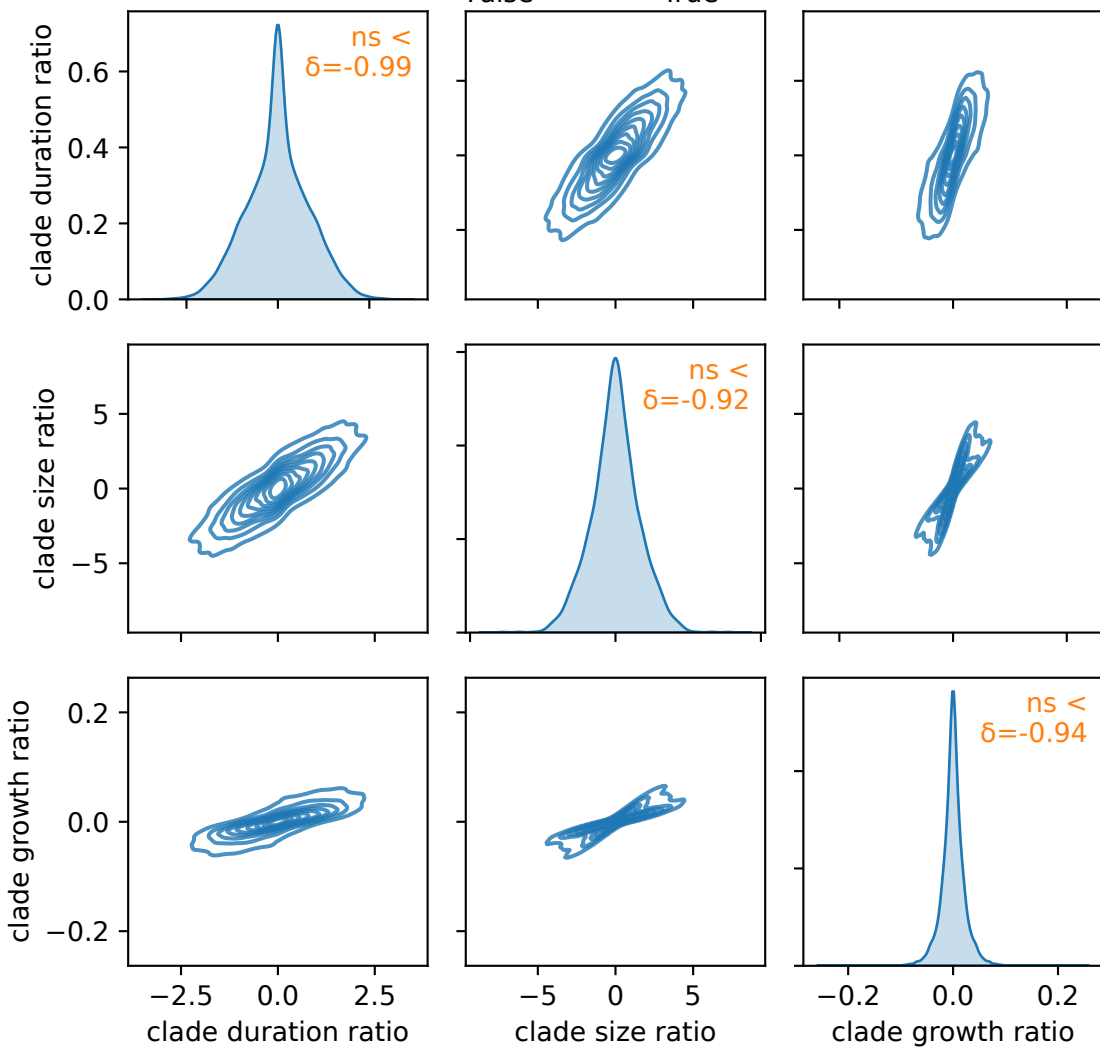 True
clade duration ratio
0.6
0.4
0.2
0.0
ns <
δ=-0.99
clade size ratio
5
0
−5
ns <
δ=-0.92
clade growth ratio
0.2
0.0
−0.2
ns <
δ=-0.94
−2.5 0.0 2.5
−5 0 5
−0.2 0.0 0.2
clade duration ratio
clade size ratio
clade growth ratio